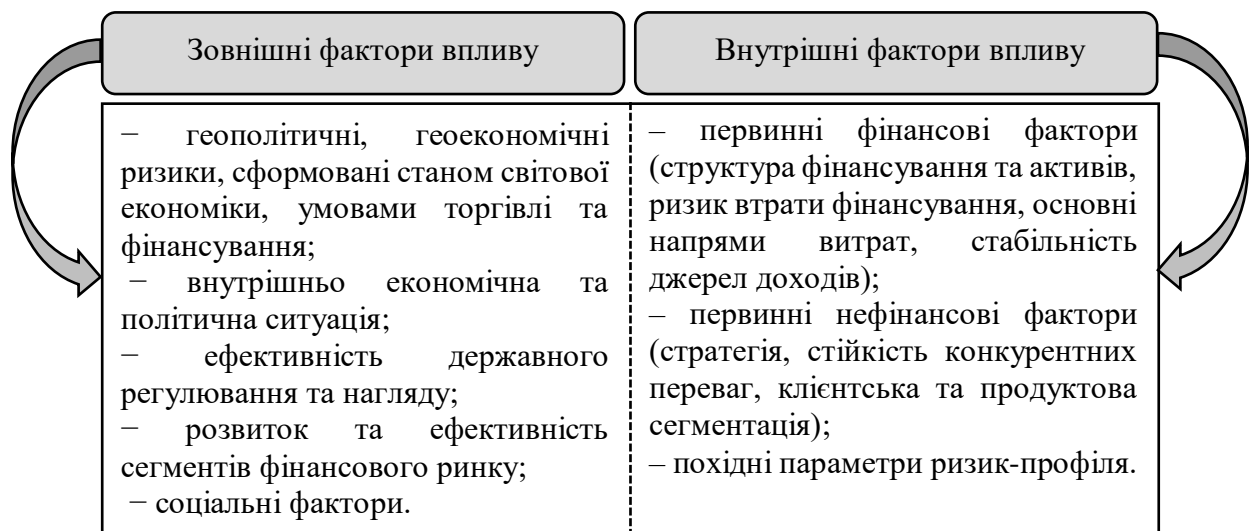 Зовнішні фактори впливу
− геополітичні, геоекономічні
ризики, сформовані станом світової
економіки, умовами торгівлі та
фінансування;
− внутрішньо економічна та
політична ситуація;
− ефективність державного
регулювання та нагляду;
− розвиток та ефективність
сегментів фінансового ринку;
− соціальні фактори.
Внутрішні фактори впливу
– первинні фінансові фактори
(структура фінансування та активів,
ризик втрати фінансування, основні
напрями витрат, стабільність
джерел доходів);
– первинні нефінансові фактори
(стратегія, стійкість конкурентних
переваг, клієнтська та продуктова
сегментація);
– похідні параметри ризик-профіля.